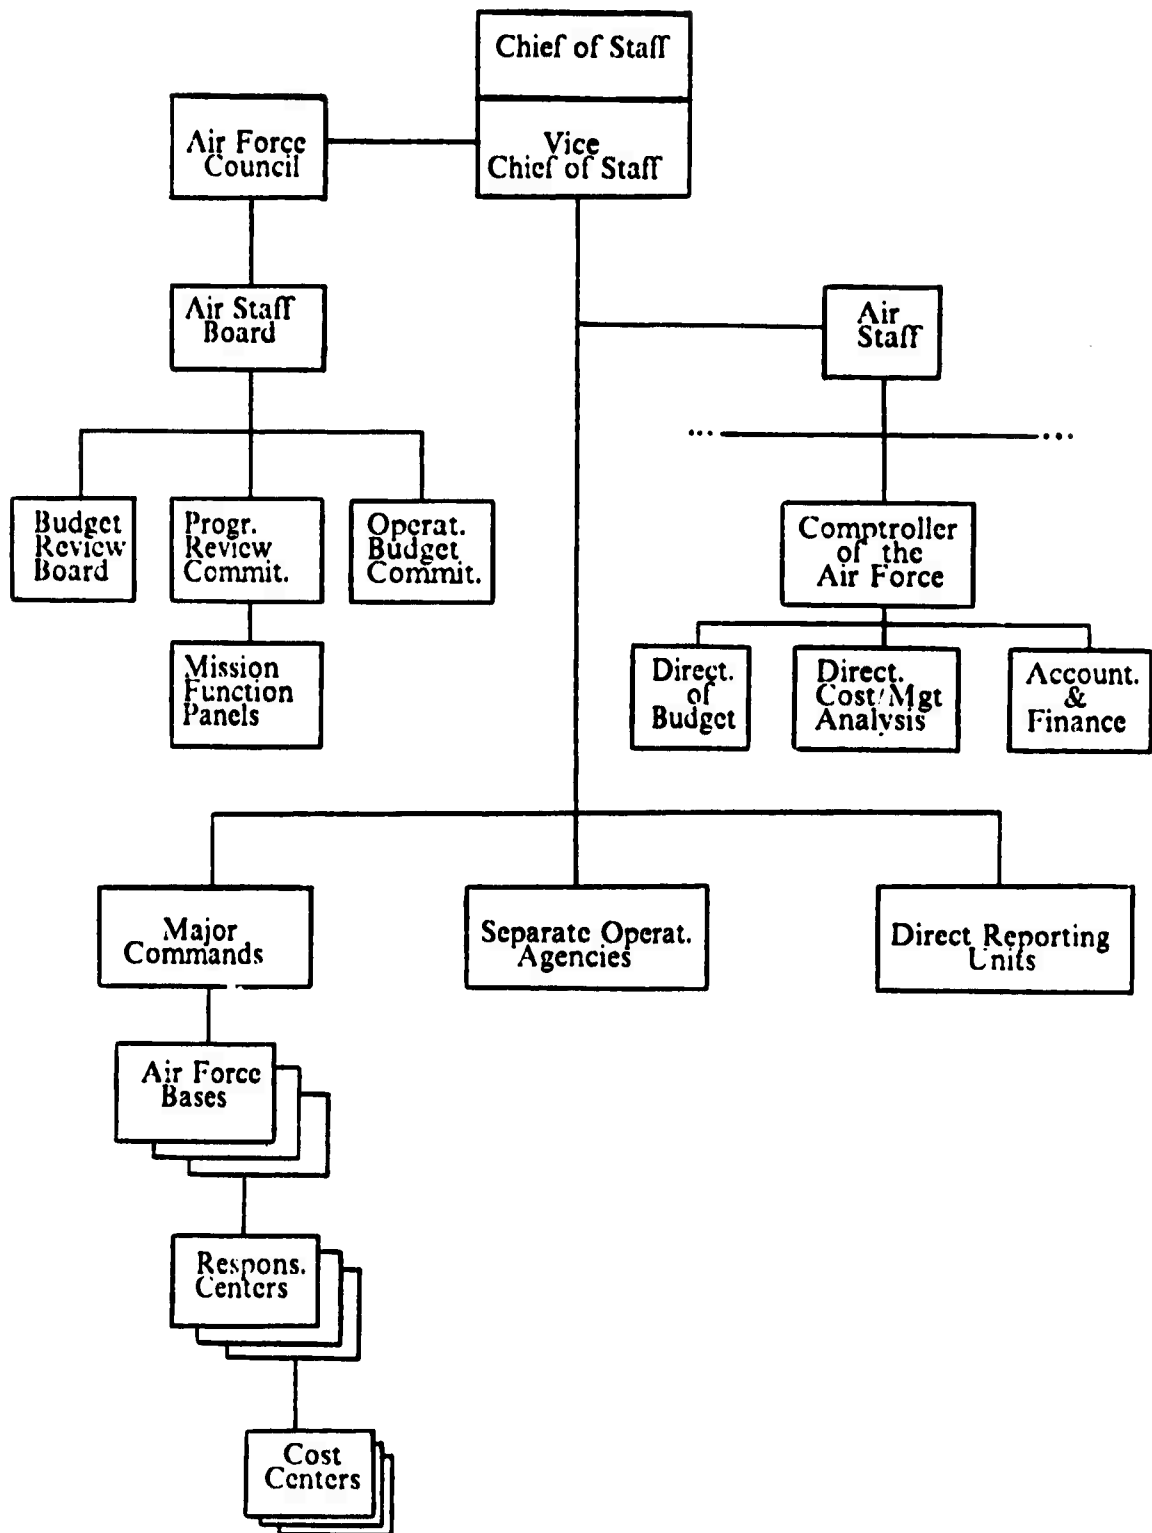 Chief of Staff
Vice
Chief of Staff
Air Force
Council
Air Staff
Board
Air
Staff
...
...
Budget
Review
Board
Progr.
Review
Commit.
Operat.
Budget
Commit.
Comptroller
of the
Air Force
Mission
Function
Panels
Direct.
of
Budget
Direct.
Cost/Mgt
Analysis
Account.
&
Finance
Major
Commands
Separate Operat.
Agencies
Direct Reporting
Units
Air Force
Bases
Respons.
Centers
Cost
Centers